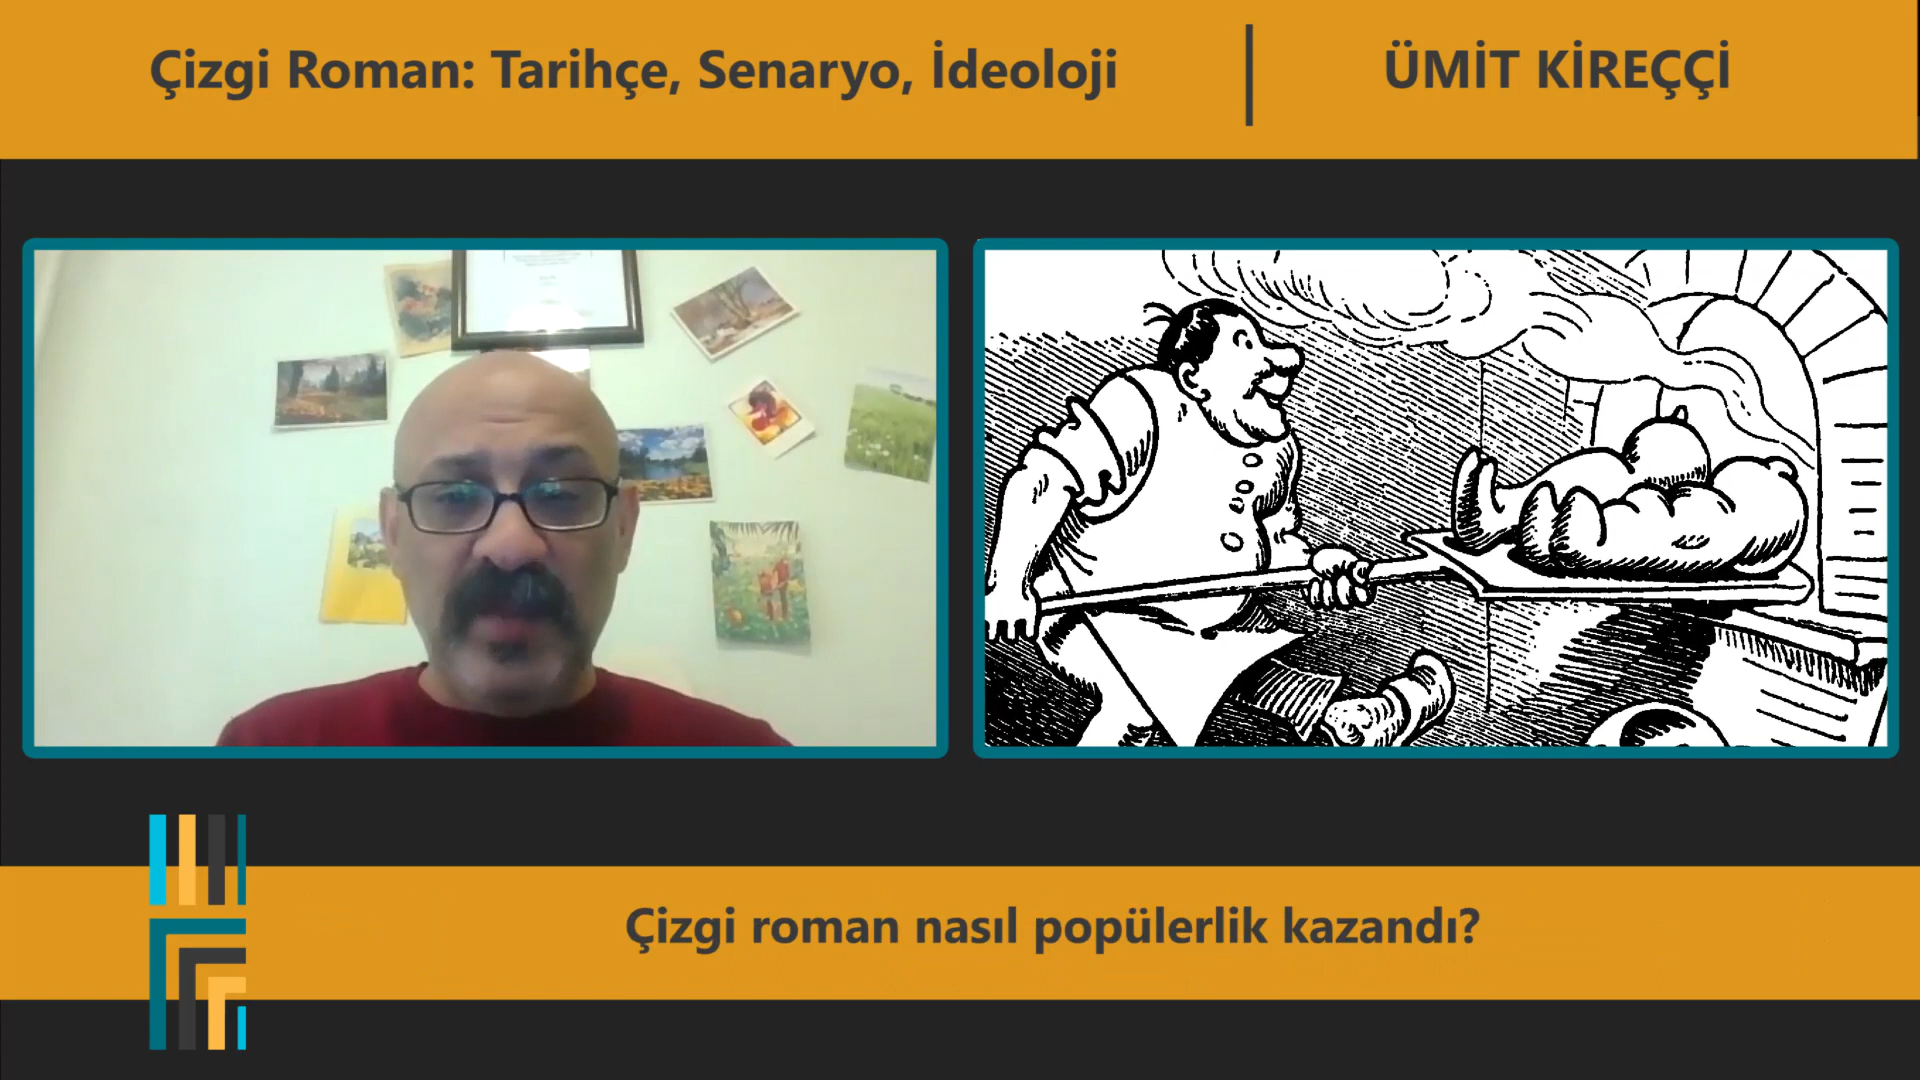 Çizgi Roman: Tarihçe, Senaryo, İdeoloji
ÜMİT KİREÇÇİ
Çizgi roman nasıl popülerlik kazandı?